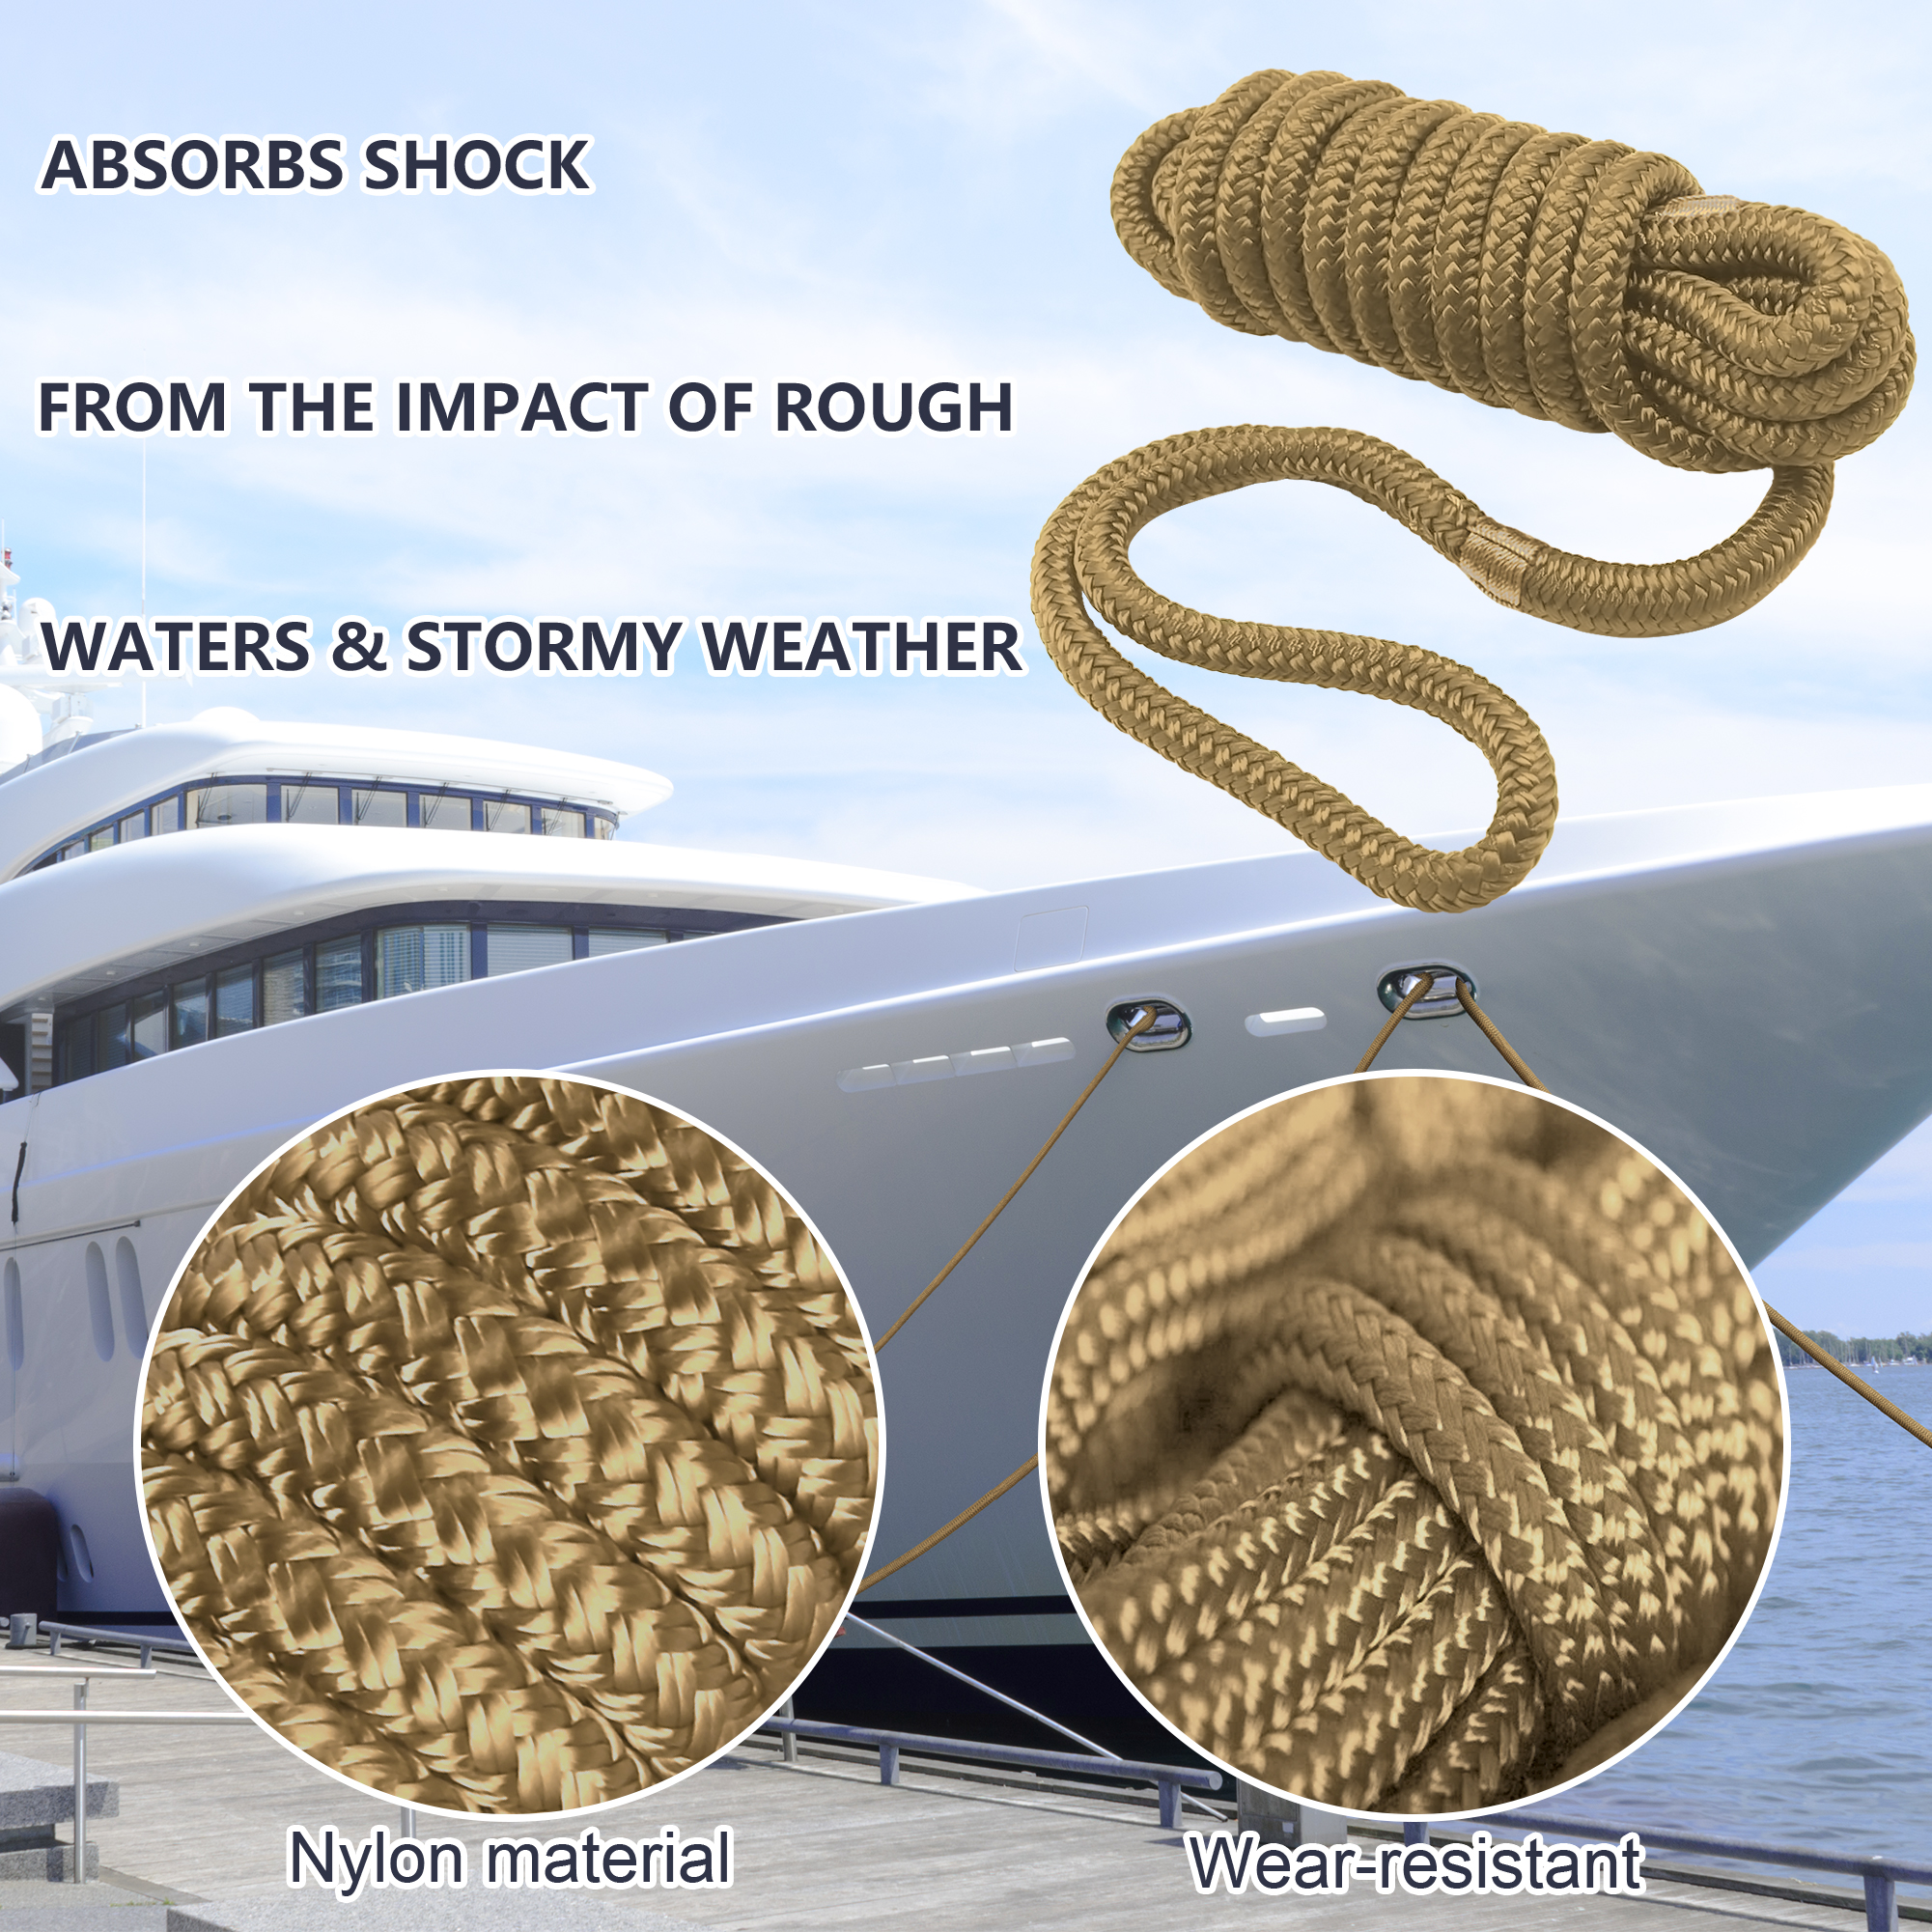 ABSORBS SHOCK
FROM THE IMPACT OF ROUGH
WATERS & STORMY WEATHER
Nylon material
Wear-resistant